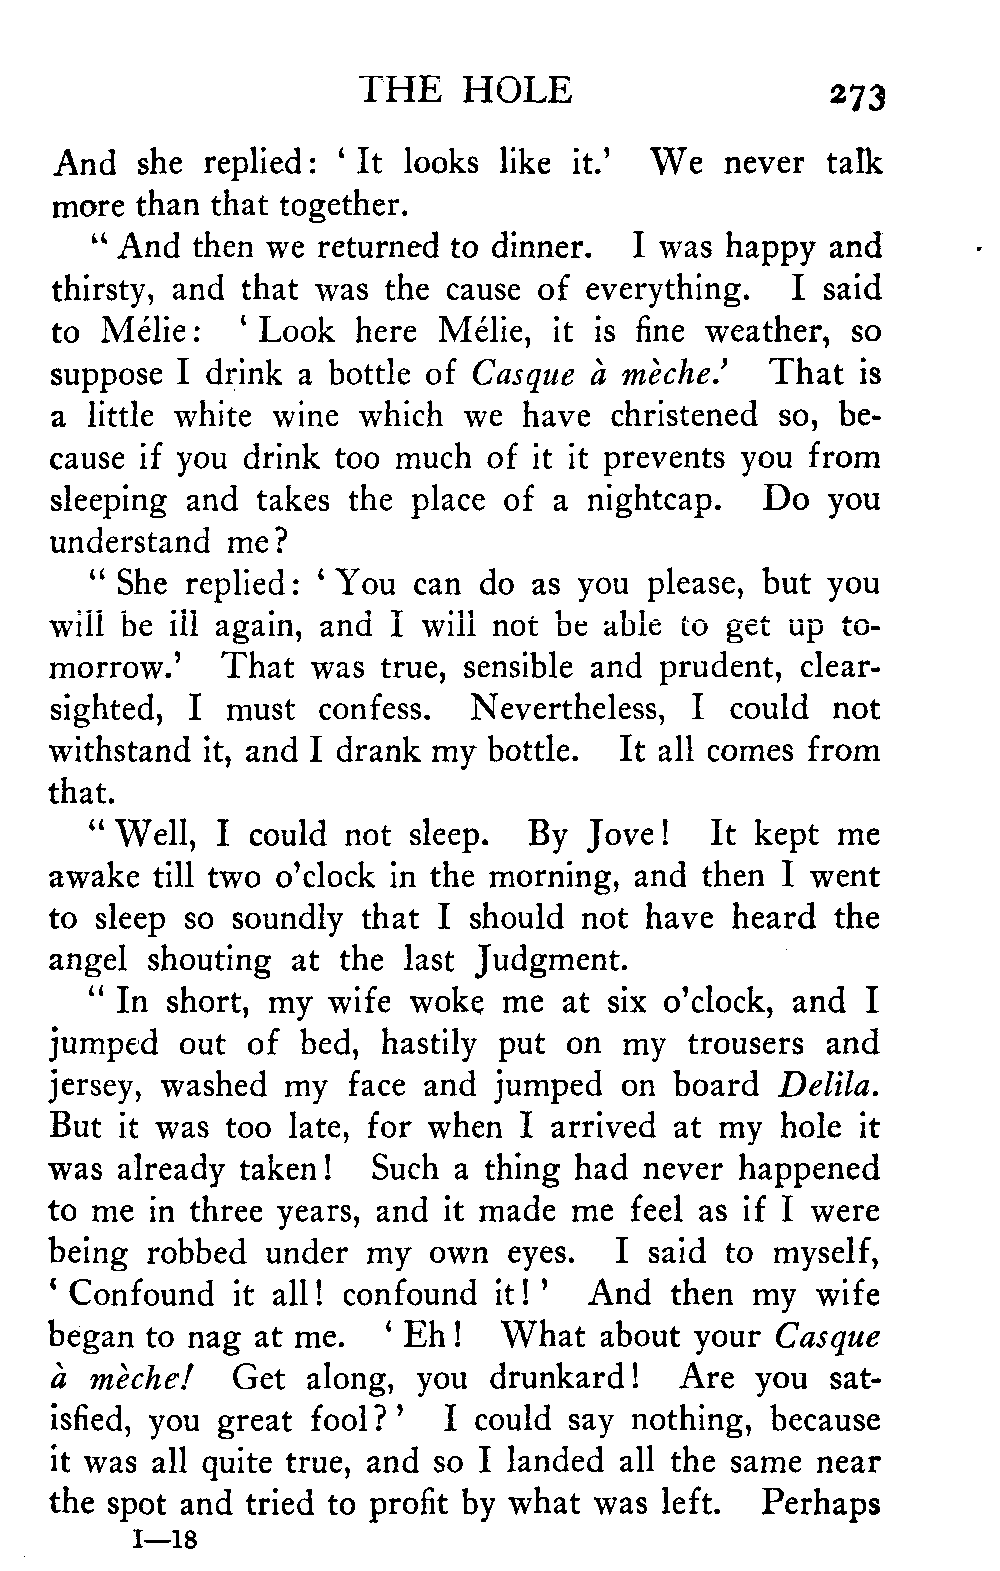 THE HOLE 273
And she replied: ‘ It looks like it.’ We never talk
more than that together.
“ And then we returned to dinner. I was happy and
thirsty, and that was the cause of everything. I said
to Mélie: ‘ Look here Mélie, it is fine weather, so
suppose I drink a bottle of Casque à mèche.’ That is
a little white wine which we have christened so, be-
cause if you drink too much of it it prevents you from
sleeping and takes the place of a nightcap. Do you
understand me?
“ She replied: ‘ You can do as you please, but you
will be ill again, and I will not be able to get up to-
morrow.’ That was true, sensible and prudent, clear-
sighted, I must confess. Nevertheless, I could not
withstand it, and I drank my bottle. It all comes from
that.
“ Well, I could not sleep. By Jove! It kept me
awake till two o’clock in the morning, and then I went
to sleep so soundly that I should not have heard the
angel shouting at the last Judgment.
“ In short, my wife woke me at six o’clock, and I
jumped out of bed, hastily put on my trousers and
jersey, washed my face and jumped on board Delila.
But it was too late, for when I arrived at my hole it
was already taken! Such a thing had never happened
to me in three years, and it made me feel as if I were
being robbed under my own eyes. I said to myself,
‘ Confound it all! confound it! ’ And then my wife
began to nag at me. ‘ Eh! What about your Casque
à mèche! Get along, you drunkard! Are you sat-
isfied, you great fool? ’ I could say nothing, because
it was all quite true, and so I landed all the same near
the spot and tried to profit by what was left. Perhaps
I—18